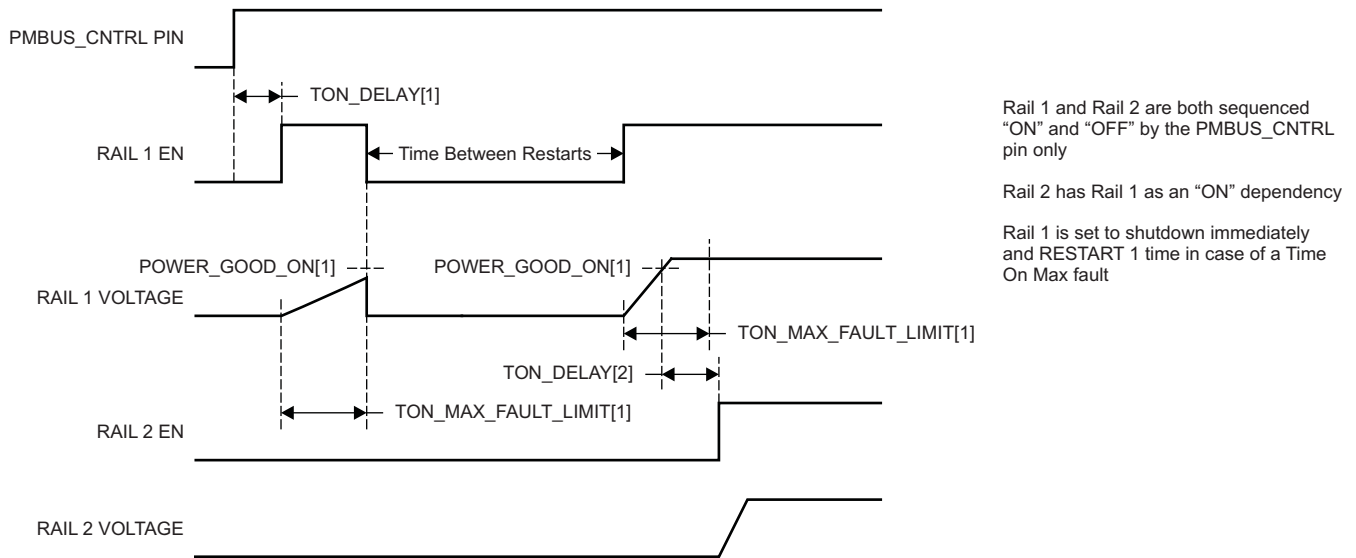 PMBUS_CNTRL PIN
TON_DELAY[1]
RAIL 1 EN
Time Between Restarts
POWER_GOOD_ON[1]
POWER_GOOD_ON[1]
RAIL 1 VOLTAGE
TON_MAX_FAULT_LIMIT[1]
TON_DELAY[2]
TON_MAX_FAULT_LIMIT[1]
RAIL 2 EN
RAIL 2 VOLTAGE
Rail 1 and Rail 2 are both sequenced
“ON” and “OFF” by the PMBUS_CNTRL
pin only
Rail 2 has Rail 1 as an “ON” dependency
Rail 1 is set to shutdown immediately
and RESTART 1 time in case of a Time
On Max fault